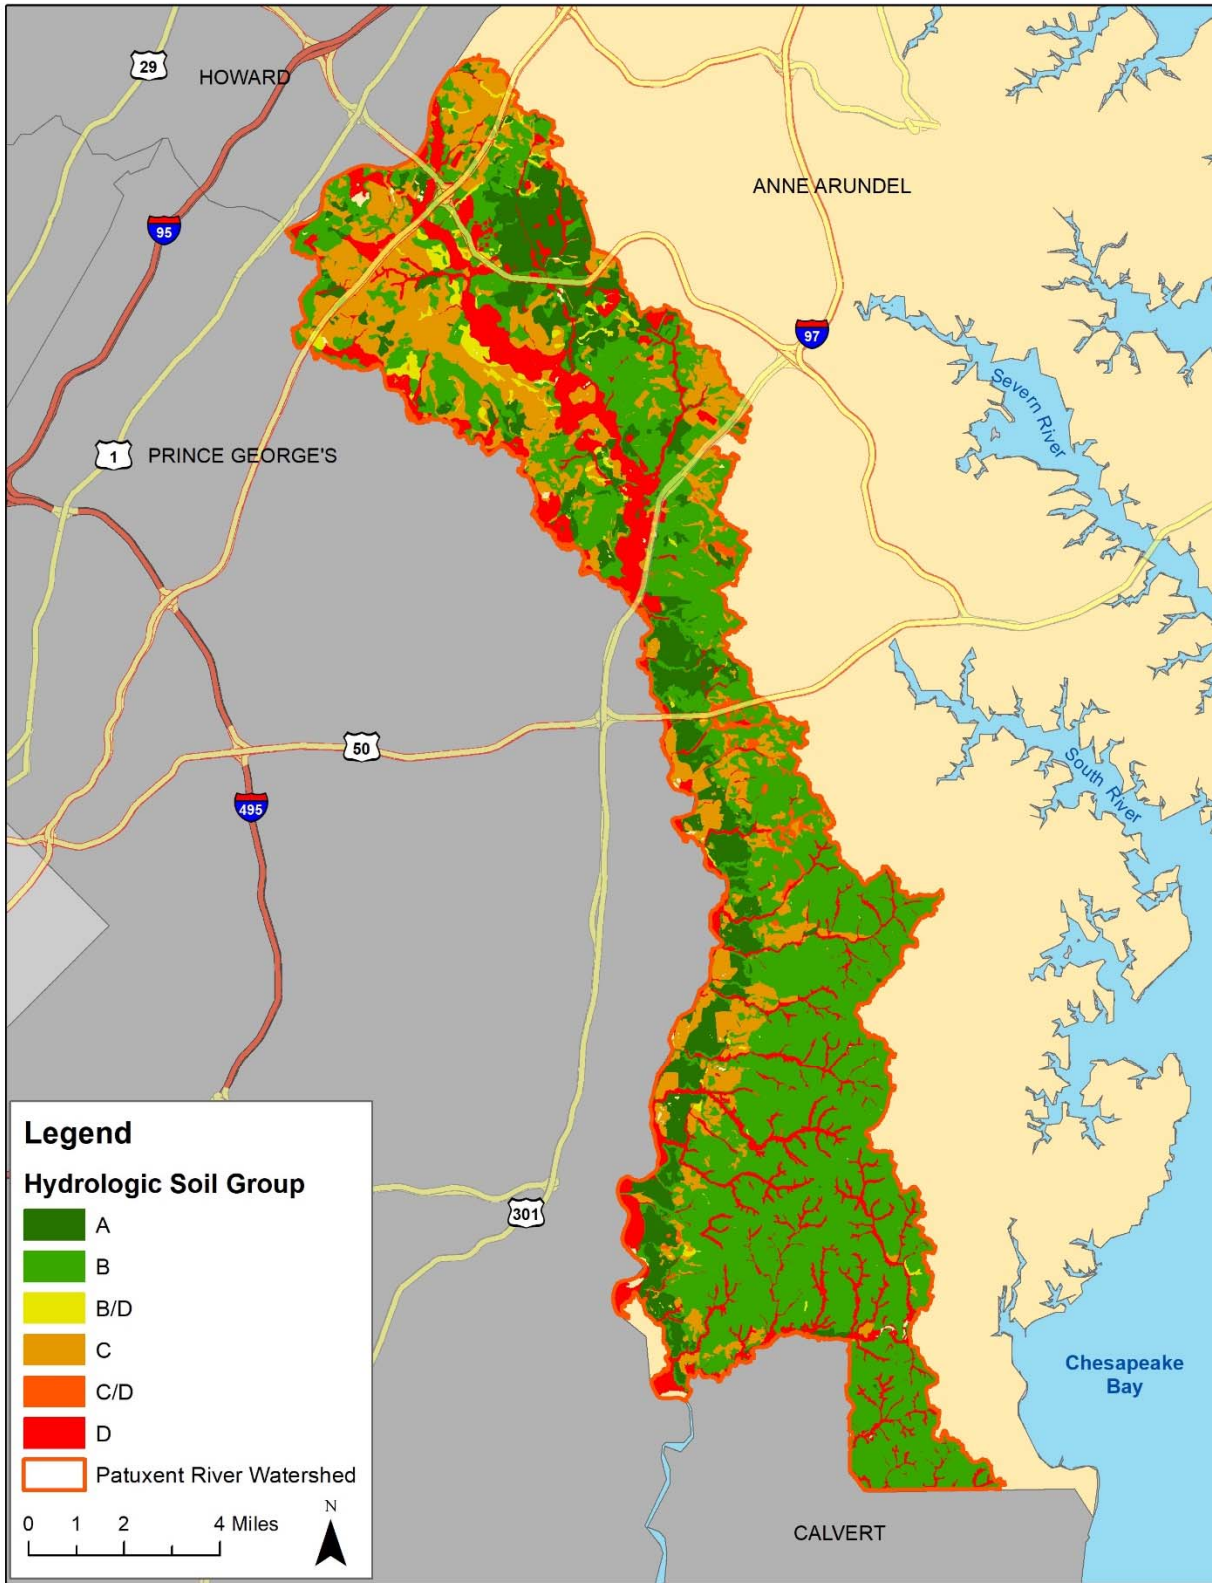 29
HOWARD
ANNE ARUNDEL
95
97
Severn River
1
PRINCE GEORGE'S
50
South River
495
301
Chesapeake
Bay
CALVERT
Legend
Hydrologic Soil Group
A
B
B/D
C
C/D
D
Patuxent River Watershed
N
0 1 2 4 Miles